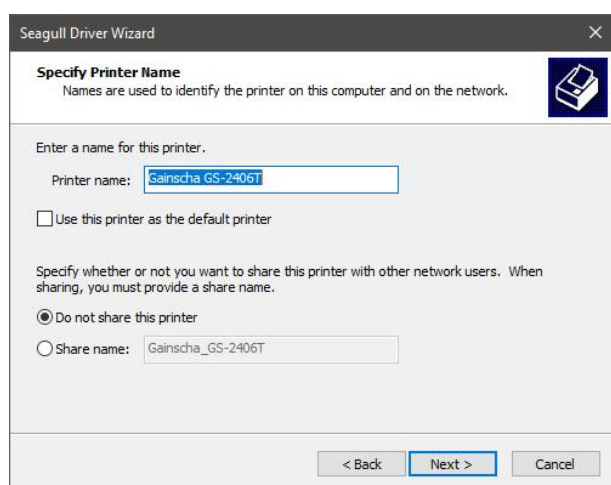 Seagull Driver Wizard
Specify Printer Name
Names are used to identify the printer on this computer and on the network.
Enter a name for this printer.
Printer name: Gainscha GS-2406T
Use this printer as the default printer
Specify whether or not you want to share this printer with other network users. When
sharing, you must provide a share name.
Do not share this printer
Share name: Gainscha_GS-2406T
< Back Next > Cancel